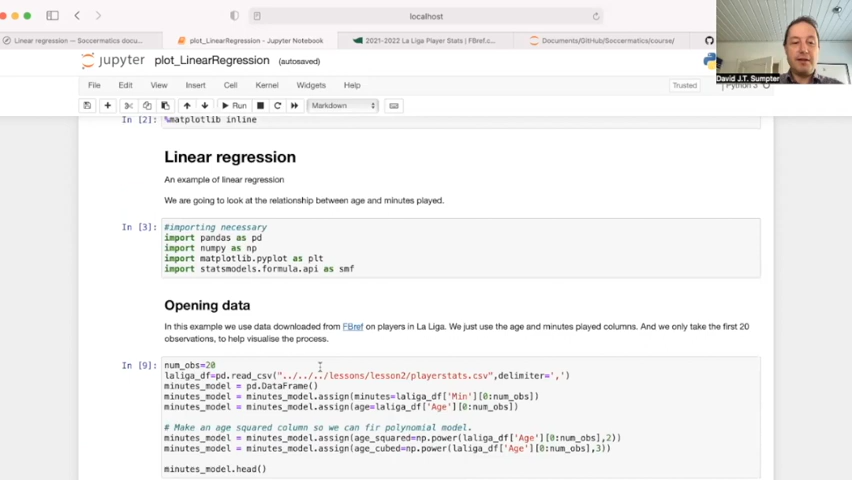 localhost
Linear regression — Soccermatics docu...
plot_LinearRegression - Jupyter Notebook
2021-2022 La Liga Player Stats | FBref.c...
Documents/GitHub/Soccermatics/course/
jupyter plot_LinearRegression (autosaved)
David J.T. Sumpter
File Edit View Insert Cell Kernel Widgets Help
Trusted
Python 3
Run
Markdown
In [2]: %matplotlib inline
Linear regression
An example of linear regression
We are going to look at the relationship between age and minutes played.
In [3]: #importing necessary
import pandas as pd
import numpy as np
import matplotlib.pyplot as plt
import statsmodels.formula.api as smf
Opening data
In this example we use data downloaded from FBref on players in La Liga. We just use the age and minutes played columns. And we only take the first 20
observations, to help visualise the process.
In [9]: num_obs=20
laliga_df=pd.read_csv("../../../lessons/lesson2/playerstats.csv",delimiter=',')
minutes_model = pd.DataFrame()
minutes_model = minutes_model.assign(minutes=laliga_df['Min'][0:num_obs])
minutes_model = minutes_model.assign(age=laliga_df['Age'][0:num_obs])
# Make an age squared column so we can fir polynomial model.
minutes_model = minutes_model.assign(age_squared=np.power(laliga_df['Age'][0:num_obs],2))
minutes_model = minutes_model.assign(age_cubed=np.power(laliga_df['Age'][0:num_obs],3))
minutes_model.head()